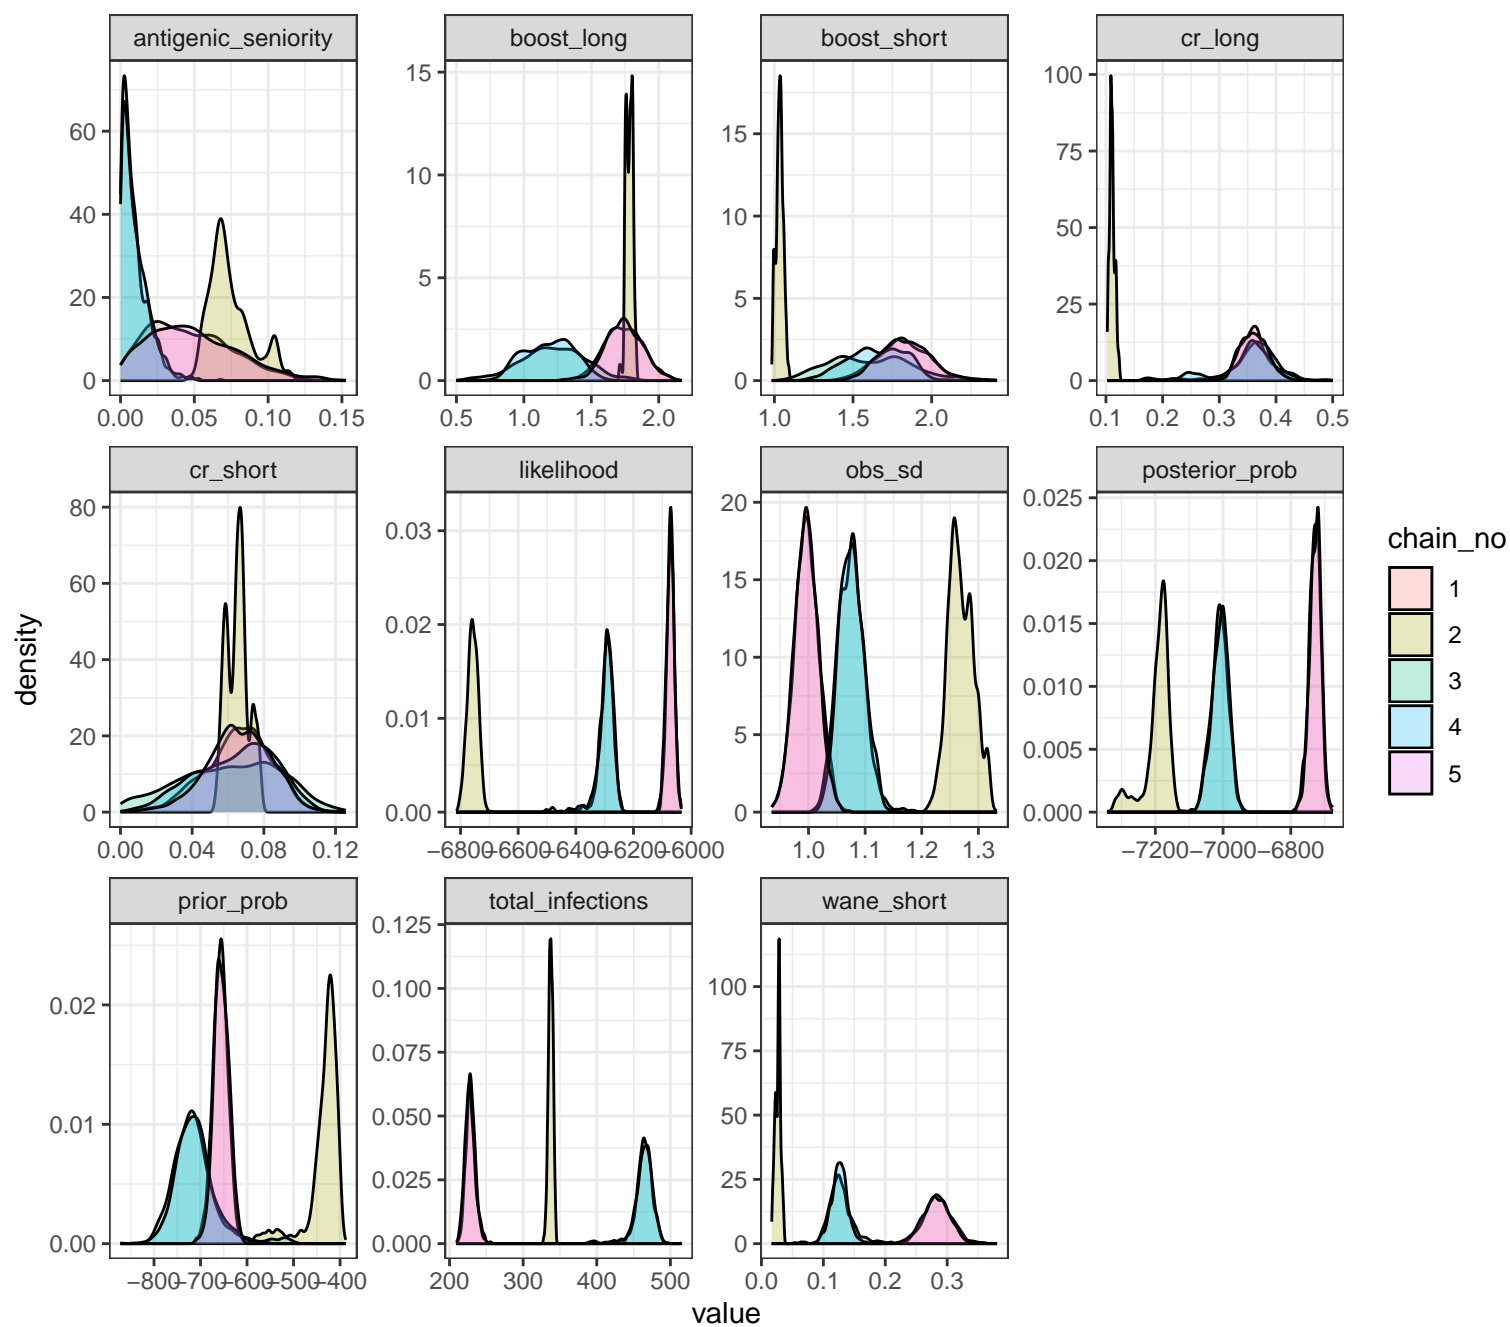 antigenic_seniority
boost_long
boost_short
cr_long
60
40
20
0
0.00 0.05 0.10 0.15
15
10
5
0
0.5 1.0 1.5 2.0
15
10
5
0
1.0 1.5 2.0
100
75
50
25
0
0.1 0.2 0.3 0.4 0.5
cr_short
likelihood
obs_sd
posterior_prob
80
60
40
20
0
0.00 0.04 0.08 0.12
0.03
0.02
0.01
0.00
−6800 −6600 −6400 −6200 −6000
20
15
10
5
0
1.0 1.1 1.2 1.3
0.025
0.020
0.015
0.010
0.005
0.000
−7200 −7000 −6800
prior_prob
total_infections
wane_short
0.02
0.01
0.00
−800 −700 −600 −500 −400
0.125
0.100
0.075
0.050
0.025
0.000
200 300 400 500
100
75
50
25
0
0.0 0.1 0.2 0.3
density
value
chain_no
1
2
3
4
5